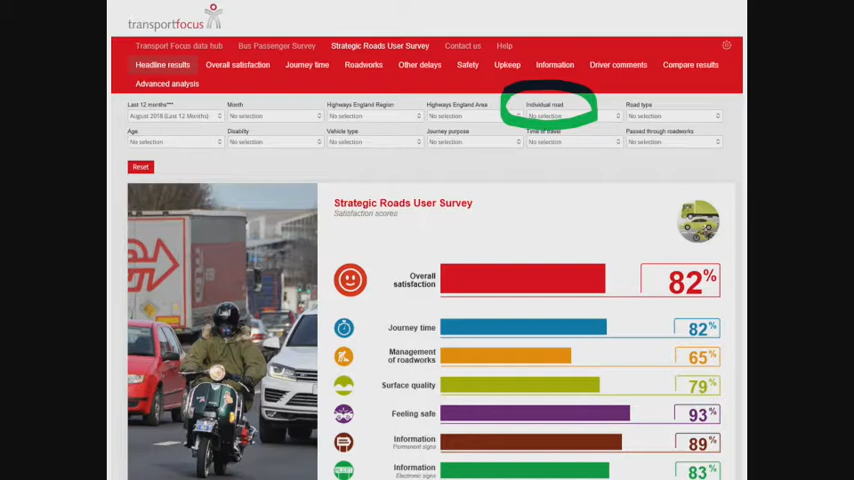 transportfocus
Transport Focus data hub Bus Passenger Survey Strategic Roads User Survey Contact us Help
Headline results Overall satisfaction Journey time Roadworks Other delays Safety Upkeep Information Driver comments Compare results
Advanced analysis
Last 12 months*** Month Highways England Region Highways England Area Individual road Road type
August 2018 (Last 12 Months) No selection No selection No selection No selection No selection
Age Disability Vehicle type Journey purpose Time of travel Passed through roadworks
No selection No selection No selection No selection No selection No selection
Reset
Strategic Roads User Survey
Satisfaction scores
Overall
satisfaction
82%
Journey time 82%
Management
of roadworks
65%
Surface quality 79%
Feeling safe 93%
Information
Permanent signs
89%
Information
Electronic signs
83%